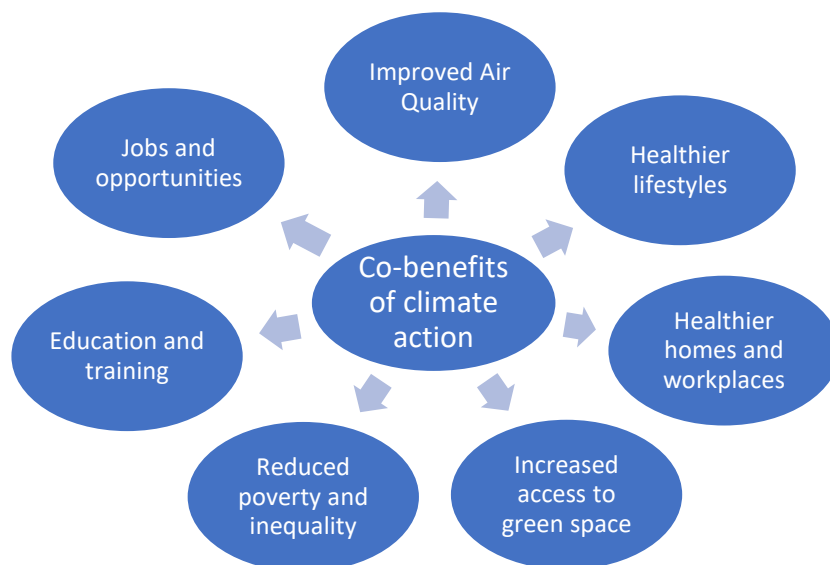 Improved Air
Quality
Jobs and
opportunities
Healthier
lifestyles
Co-benefits
of climate
action
Education and
training
Healthier
homes and
workplaces
Reduced
poverty and
inequality
Increased
access to
green space